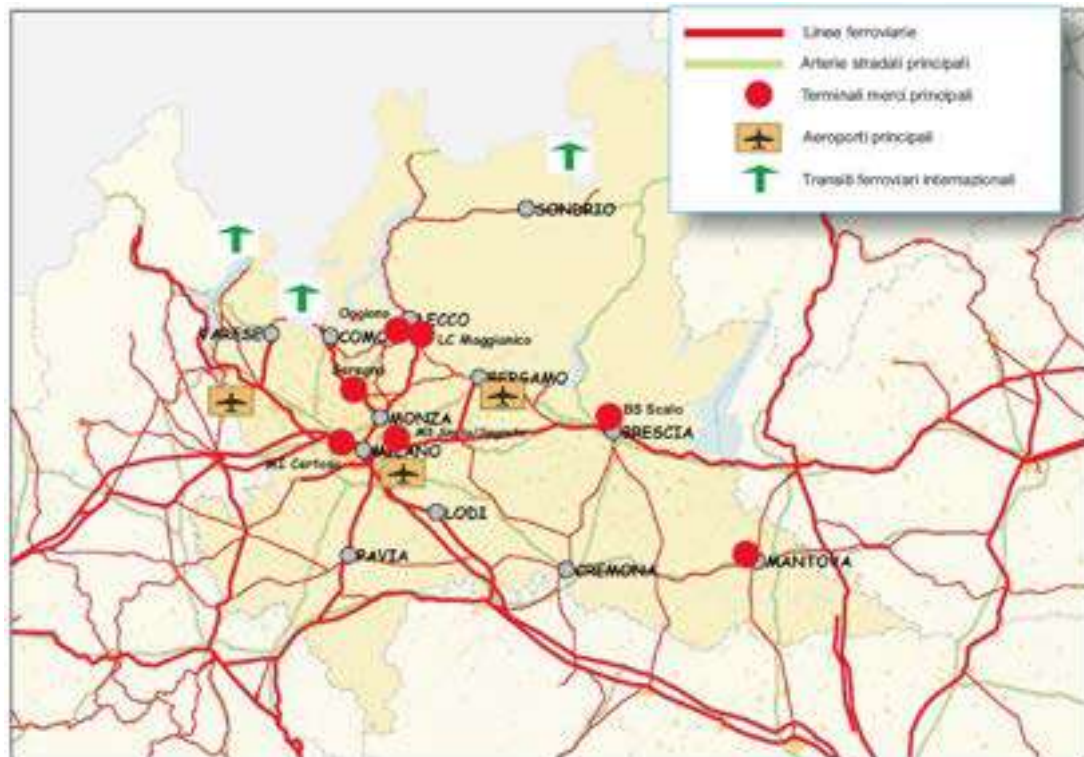 Linee ferroviarie
Arterie stradali principali
Terminali merci principali
Aeroporti principali
Transiti ferroviari internazionali
SONDRIO
Oggiono
LECCO
VARESE
COMO
LC Maggianico
Seregno
BERGAMO
MONZA
BS Scalo
BRESCIA
MILANO
MI Certosa
LODI
PAVIA
CREMONA
MANTOVA